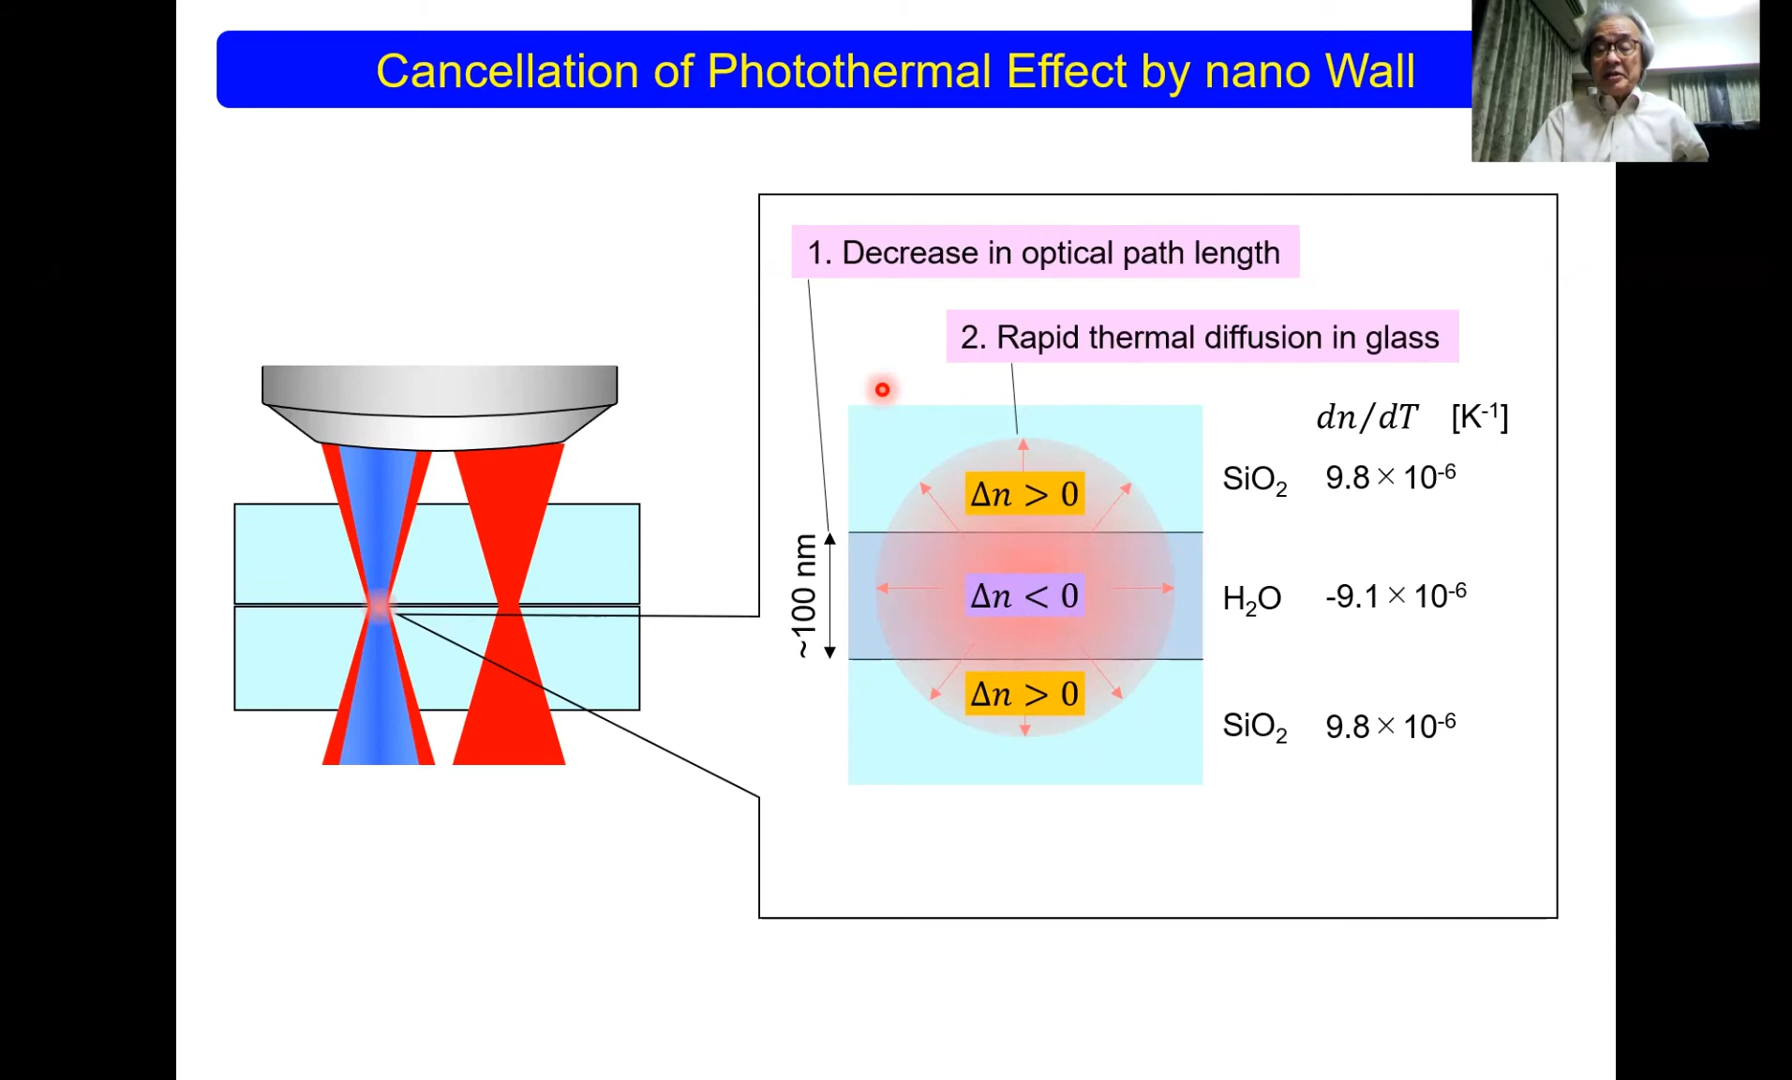 Cancellation of Photothermal Effect by nano Wall
1. Decrease in optical path length
2. Rapid thermal diffusion in glass
dn/dT [K⁻¹]
Δn > 0
SiO₂ 9.8×10⁻⁶
~100 nm
Δn < 0
H₂O -9.1×10⁻⁶
Δn > 0
SiO₂ 9.8×10⁻⁶